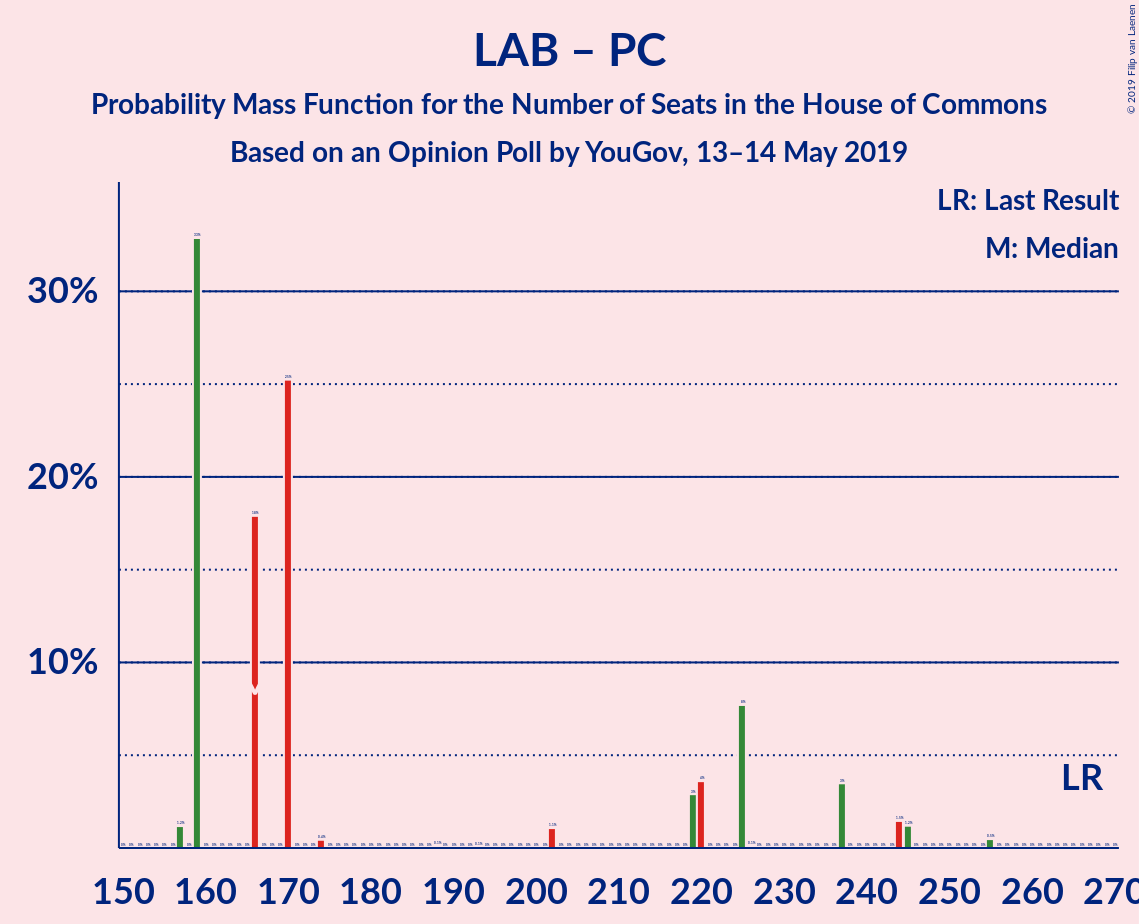 LAB – PC
Probability Mass Function for the Number of Seats in the House of Commons
Based on an Opinion Poll by YouGov, 13–14 May 2019
© 2019 Filip van Laenen
LR: Last Result
M: Median
30%
20%
10%
LR
150 160 170 180 190 200 210 220 230 240 250 260 270